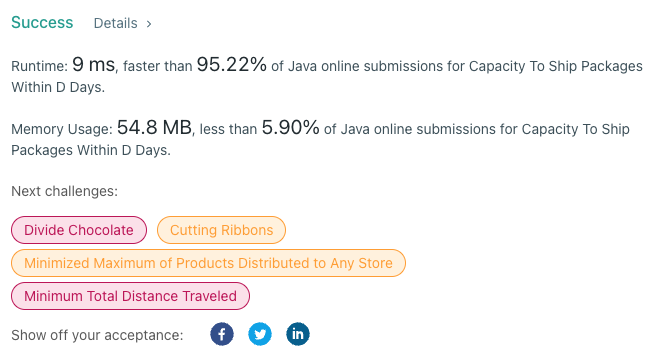 Success Details >
Runtime: 9 ms, faster than 95.22% of Java online submissions for Capacity To Ship Packages
Within D Days.
Memory Usage: 54.8 MB, less than 5.90% of Java online submissions for Capacity To Ship
Packages Within D Days.
Next challenges:
Divide Chocolate Cutting Ribbons
Minimized Maximum of Products Distributed to Any Store
Minimum Total Distance Traveled
Show off your acceptance: f in